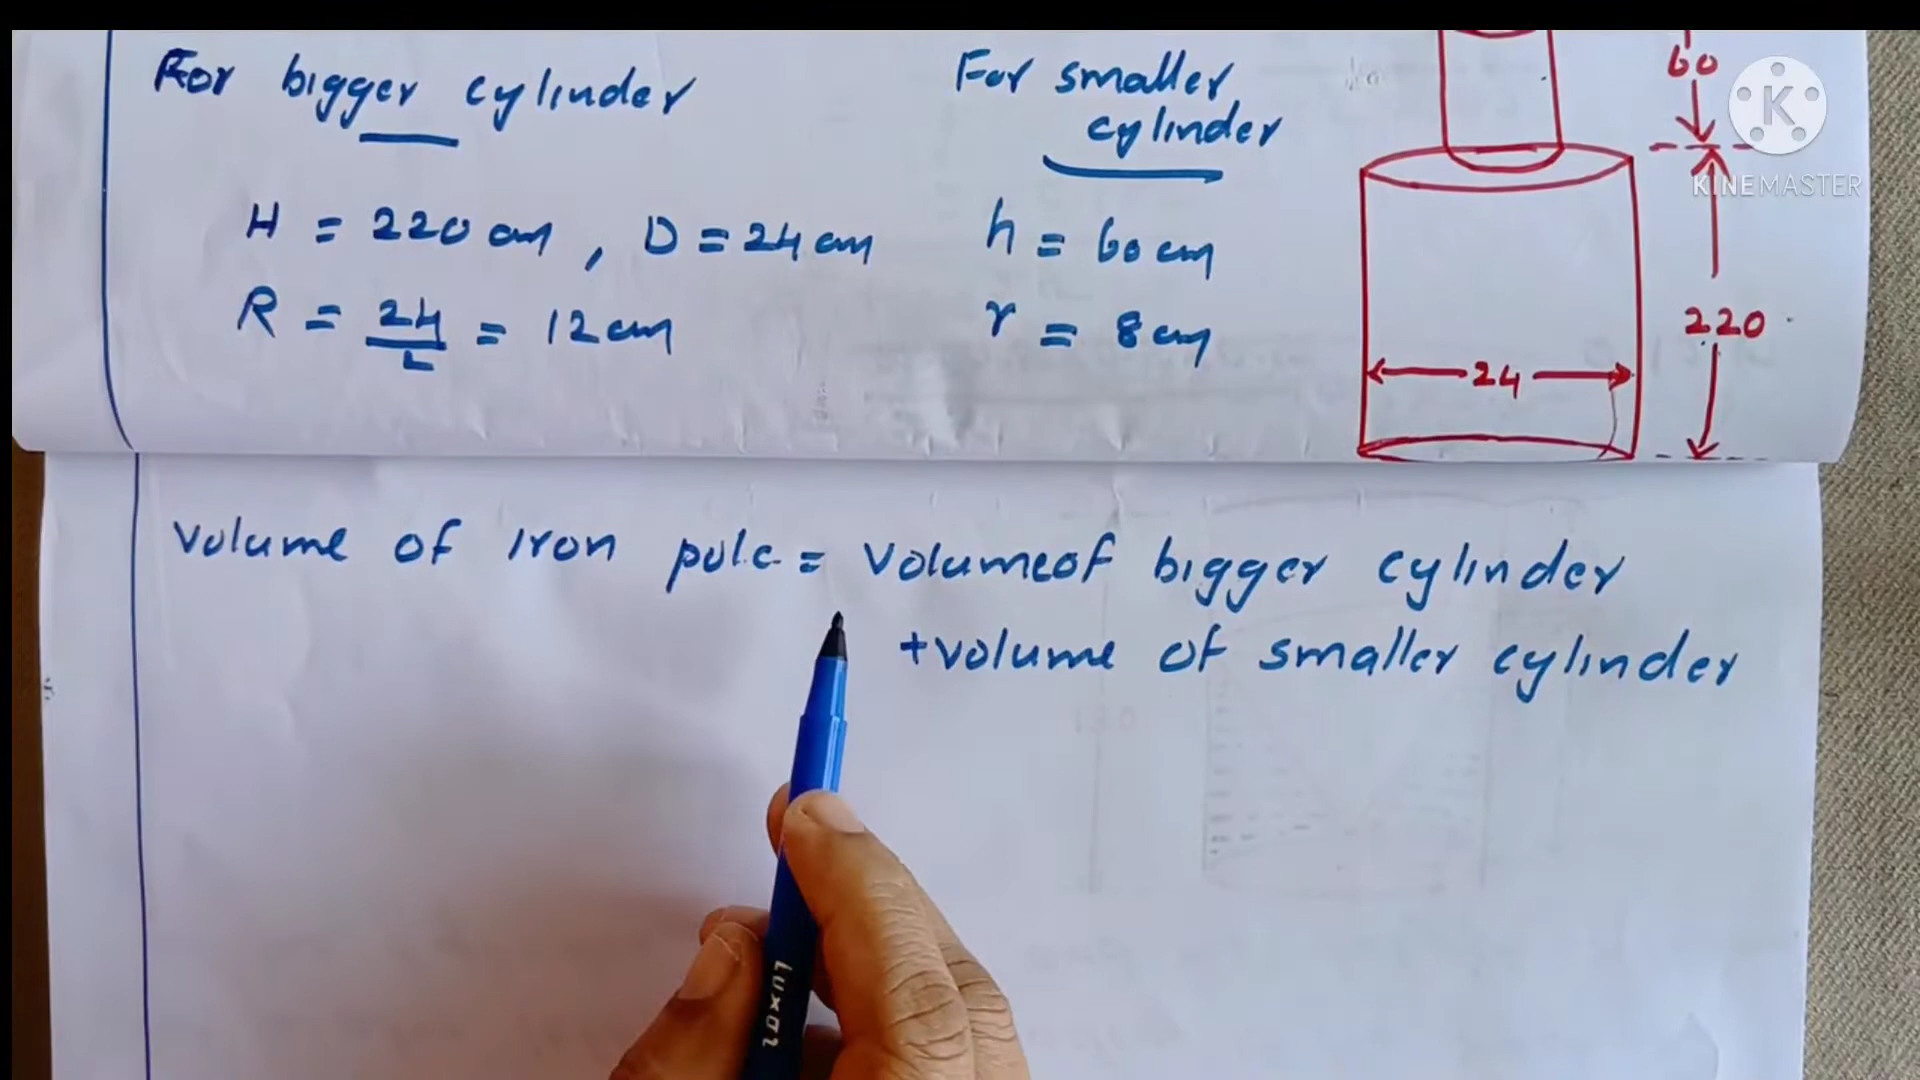 For bigger cylinder
H = 220 cm , D = 24 cm
R = 24/2 = 12 cm
For smaller
cylinder
h = 60 cm
r = 8 cm
60
220
24
K
KINEMASTER
volume of iron pole = volume of bigger cylinder
+ volume of smaller cylinder
LUXOR